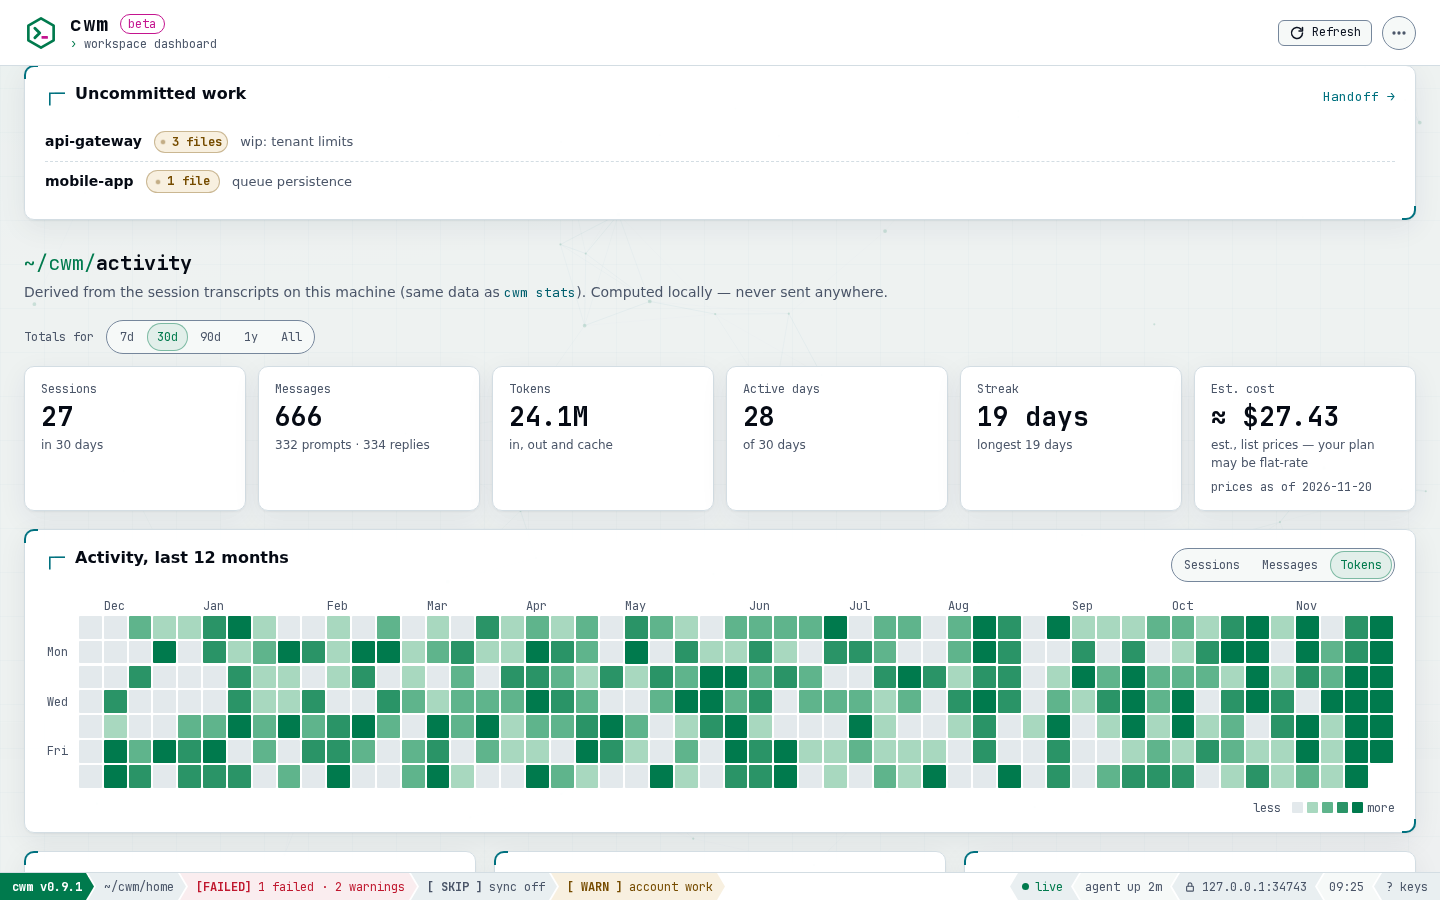 cwm beta
› workspace dashboard
Refresh
Uncommitted work
Handoff →
api-gateway 3 files wip: tenant limits
mobile-app 1 file queue persistence
~/cwm/activity
Derived from the session transcripts on this machine (same data as cwm stats). Computed locally — never sent anywhere.
Totals for 7d 30d 90d 1y All
Sessions
27
in 30 days
Messages
666
332 prompts · 334 replies
Tokens
24.1M
in, out and cache
Active days
28
of 30 days
Streak
19 days
longest 19 days
Est. cost
≈ $27.43
est., list prices — your plan
may be flat-rate
prices as of 2026-11-20
Activity, last 12 months
Sessions Messages Tokens
Dec Jan Feb Mar Apr May Jun Jul Aug Sep Oct Nov
Mon
Wed
Fri
less more
cwm v0.9.1 ~/cwm/home [FAILED] 1 failed · 2 warnings [ SKIP ] sync off [ WARN ] account work live agent up 2m 127.0.0.1:34743 09:25 ? keys